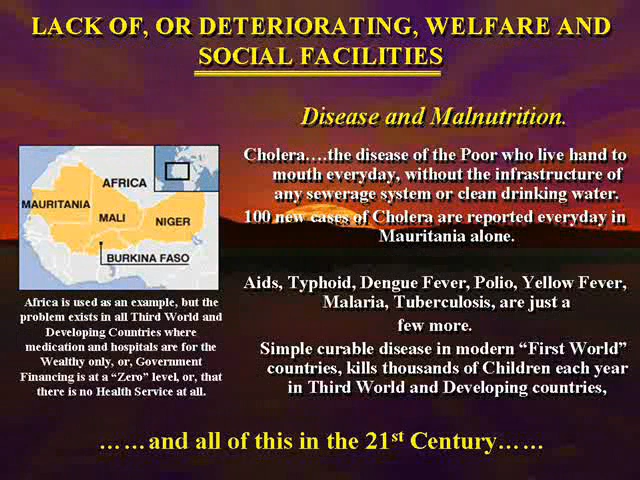 LACK OF, OR DETERIORATING, WELFARE AND
SOCIAL FACILITIES
Disease and Malnutrition.
Cholera….the disease of the Poor who live hand to
mouth everyday, without the infrastructure of
any sewerage system or clean drinking water.
100 new cases of Cholera are reported everyday in
Mauritania alone.
AFRICA
MAURITANIA
MALI
NIGER
BURKINA FASO
Africa is used as an example, but the
problem exists in all Third World and
Developing Countries where
medication and hospitals are for the
Wealthy only, or, Government
Financing is at a “Zero” level, or, that
there is no Health Service at all.
Aids, Typhoid, Dengue Fever, Polio, Yellow Fever,
Malaria, Tuberculosis, are just a
few more.
Simple curable disease in modern “First World”
countries, kills thousands of Children each year
in Third World and Developing countries,
……and all of this in the 21st Century……